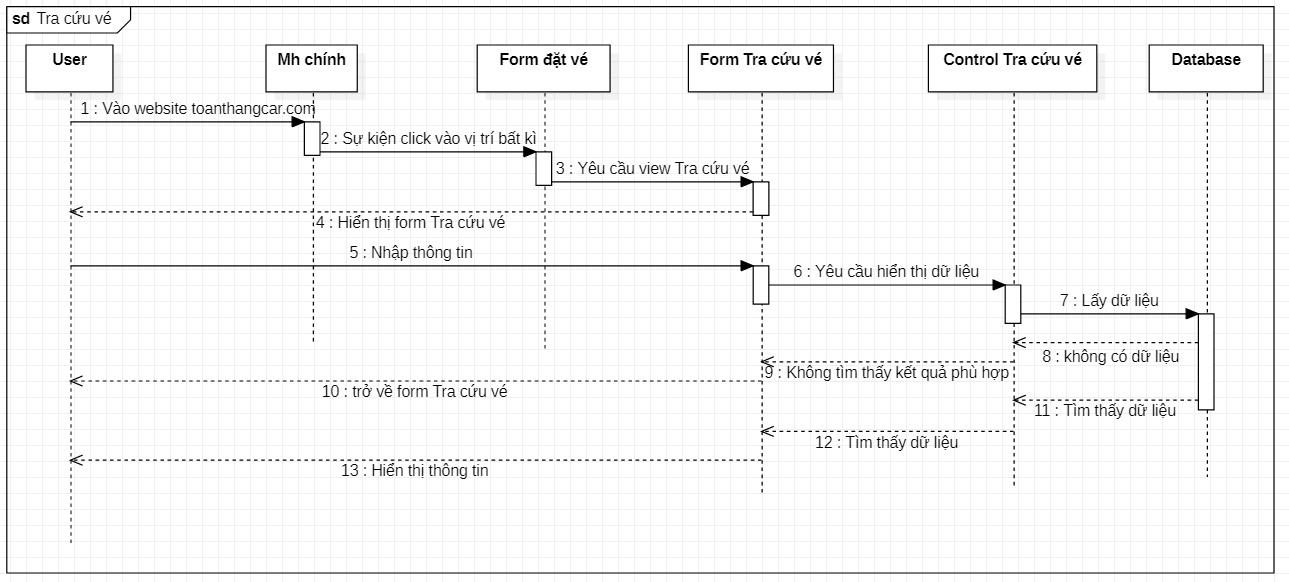 sd Tra cứu vé
User
Mh chính
Form đặt vé
Form Tra cứu vé
Control Tra cứu vé
Database
1 : Vào website toanthangcar.com
2 : Sự kiện click vào vị trí bất kì
3 : Yêu cầu view Tra cứu vé
4 : Hiển thị form Tra cứu vé
5 : Nhập thông tin
6 : Yêu cầu hiển thị dữ liệu
7 : Lấy dữ liệu
8 : không có dữ liệu
9 : Không tìm thấy kết quả phù hợp
10 : trở về form Tra cứu vé
11 : Tìm thấy dữ liệu
12 : Tìm thấy dữ liệu
13 : Hiển thị thông tin